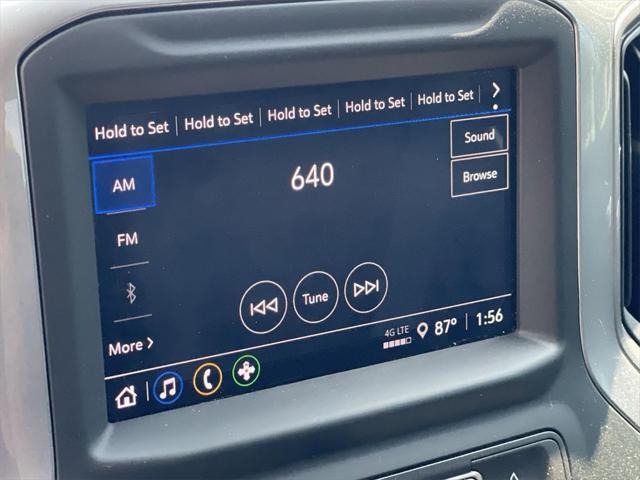 Hold to Set Hold to Set Hold to Set Hold to Set Hold to Set
AM
640
Sound
Browse
FM
Tune
More
4G LTE
87° 1:56